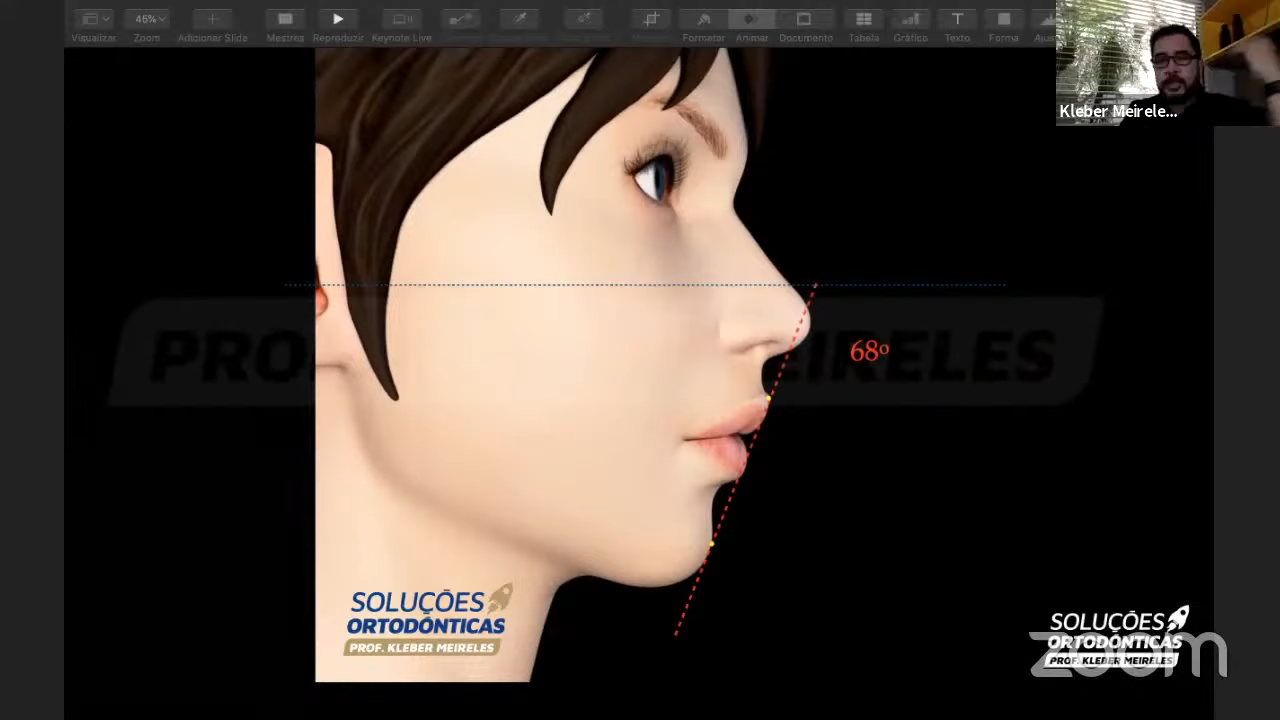 45%
Visualizar
Zoom
Adicionar Slide
Mestres
Reproduzir
Keynote Live
Formatar
Animar
Documento
Tabela
Gráfico
Texto
Forma
Kleber Meirele...
68º
SOLUÇÕES
ORTODÔNTICAS
PROF. KLEBER MEIRELES
SOLUÇÕES
ORTODÔNTICAS
PROF. KLEBER MEIRELES
zoom